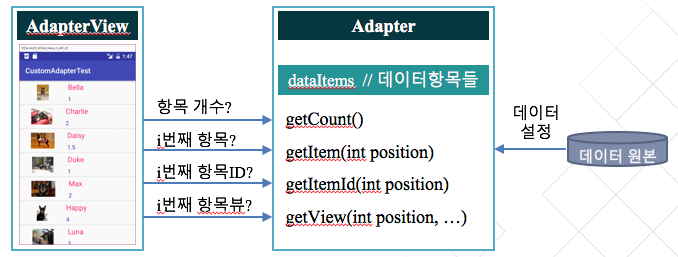 AdapterView
1:47
CustomAdapterTest
Bella
1
Charlie
2
Daisy
1.5
Duke
1
Max
2
Happy
4
Luna
3
항목 개수?
i번째 항목?
i번째 항목ID?
i번째 항목뷰?
Adapter
dataItems // 데이터항목들
getCount()
getItem(int position)
getItemId(int position)
getView(int position, …)
데이터
설정
데이터 원본